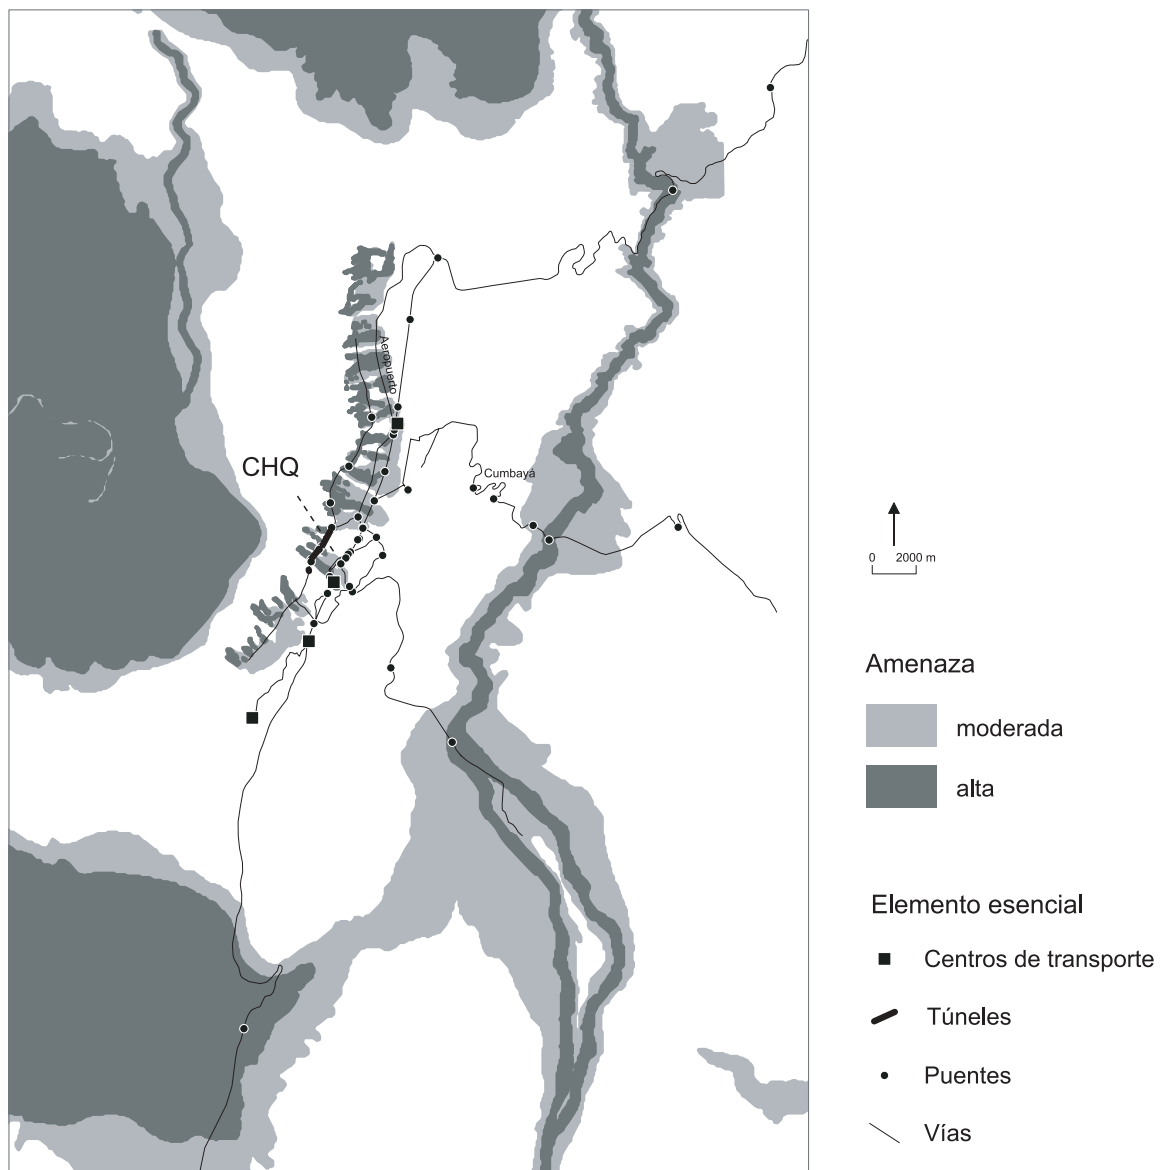 Aeropuerto
CHQ
Cumbayá
0 2000 m
Amenaza
moderada
alta
Elemento esencial
Centros de transporte
Túneles
Puentes
Vías